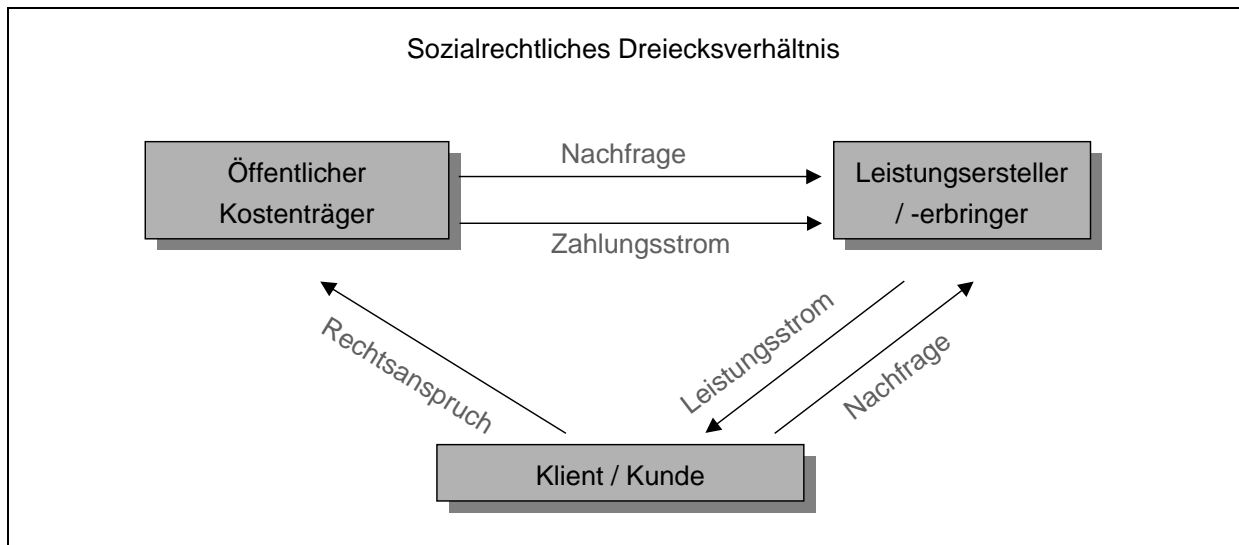 Sozialrechtliches Dreiecksverhältnis
Öffentlicher
Kostenträger
Nachfrage
Zahlungsstrom
Leistungsersteller
/ -erbringer
Rechtsanspruch
Leistungsstrom
Nachfrage
Klient / Kunde